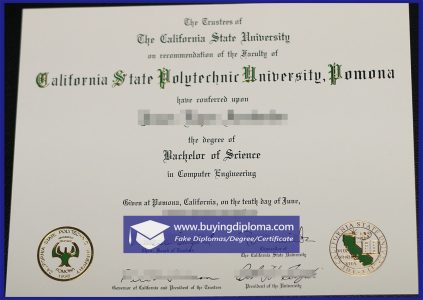 The Trustees of
The California State University
on recommendation of the Faculty of
California State Polytechnic University, Pomona
have conferred upon
the degree of
Bachelor of Science
in Computer Engineering
Given at Pomona, California, on the tenth day of June,
www.buyingdiploma.com
Fake Diplomas/Degree/Certificate
The California State University
Governor of California and President of the Trustees
President of the University